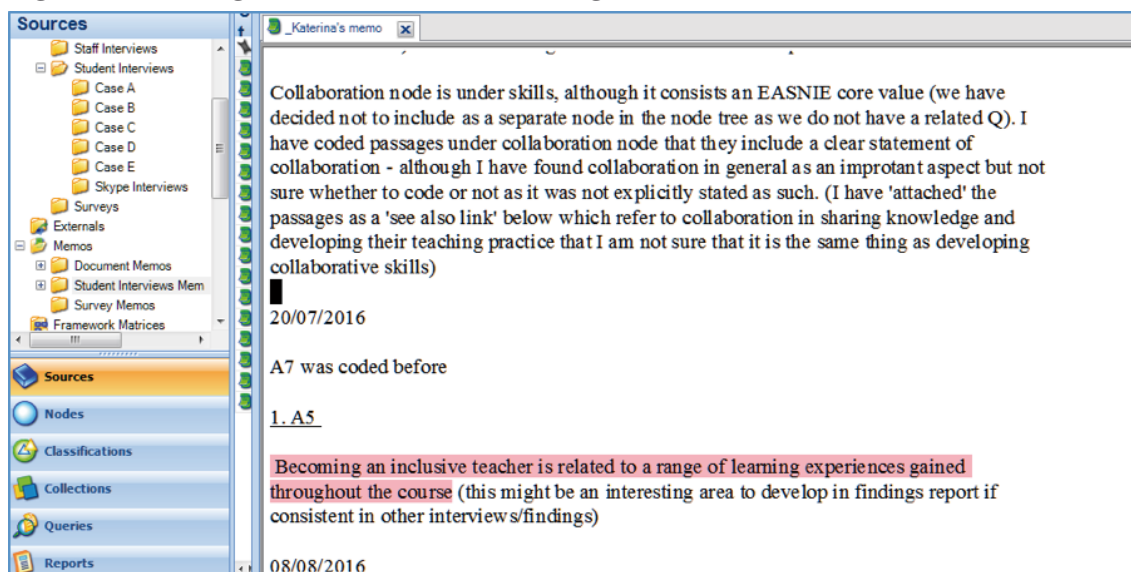 Sources
Staff Interviews
Student Interviews
Case A
Case B
Case C
Case D
Case E
Skype Interviews
Surveys
Externals
Memos
Document Memos
Student Interviews Mem
Survey Memos
Framework Matrices
Sources
Nodes
Classifications
Collections
Queries
Reports
_Katerina's memo
Collaboration node is under skills, although it consists an EASNIE core value (we have
decided not to include as a separate node in the node tree as we do not have a related Q). I
have coded passages under collaboration node that they include a clear statement of
collaboration - although I have found collaboration in general as an improtant aspect but not
sure whether to code or not as it was not explicitly stated as such. (I have 'attached' the
passages as a 'see also link' below which refer to collaboration in sharing knowledge and
developing their teaching practice that I am not sure that it is the same thing as developing
collaborative skills)
20/07/2016
A7 was coded before
1. A5
Becoming an inclusive teacher is related to a range of learning experiences gained
throughout the course (this might be an interesting area to develop in findings report if
consistent in other interviews/findings)
08/08/2016